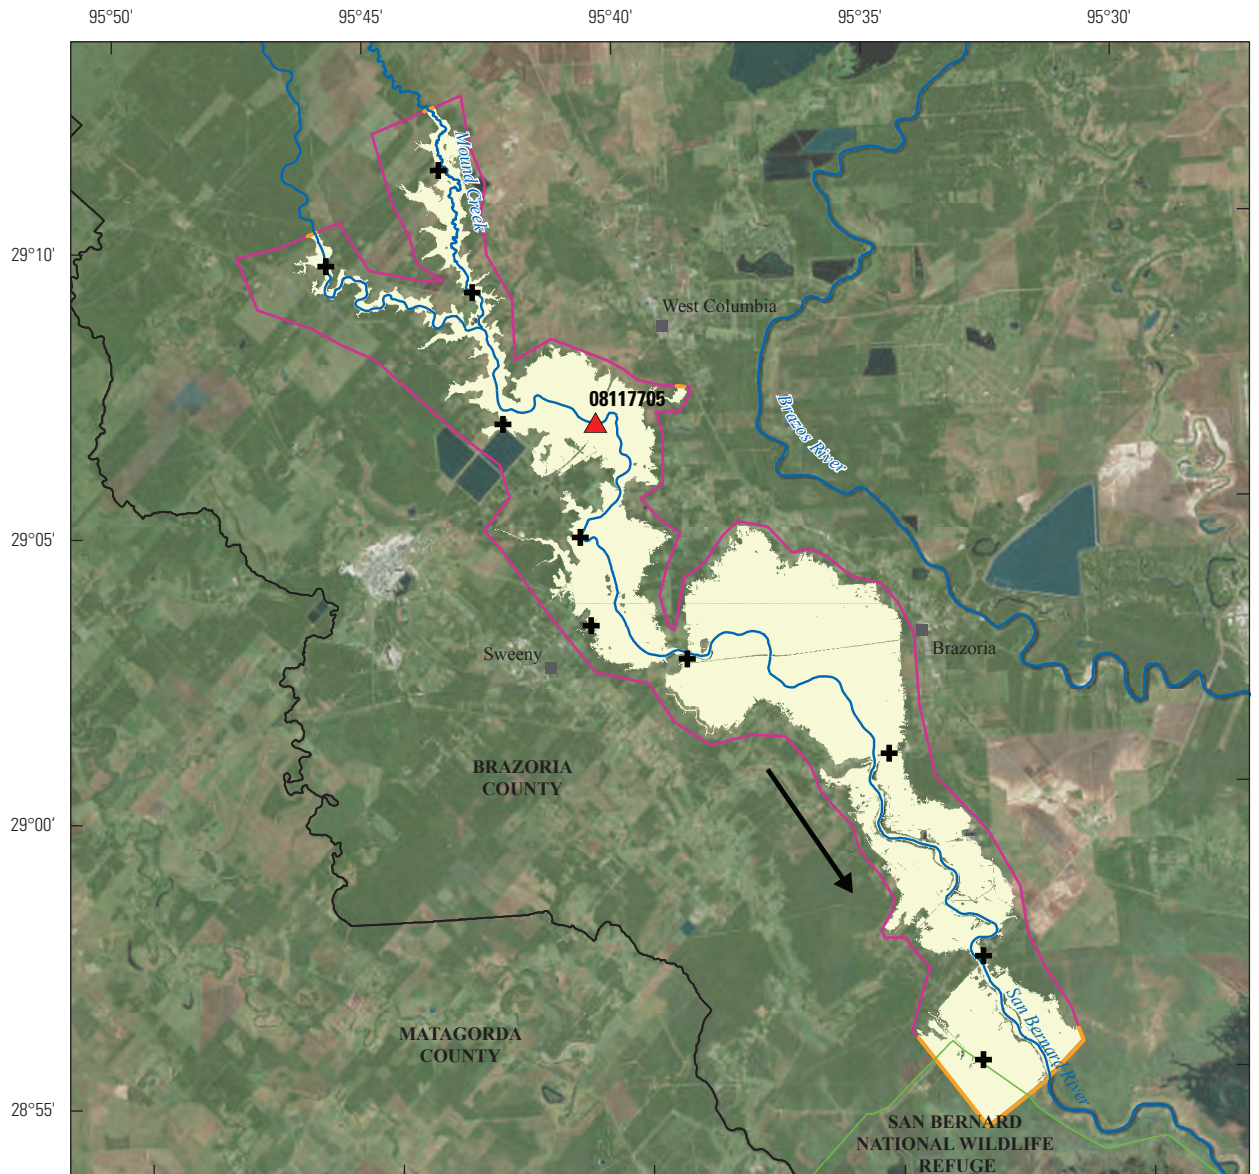 95°50' 95°45' 95°40' 95°35' 95°30'
Mound Creek
29°10'
West Columbia
08117705
Brazos River
29°05'
Sweeny
Brazoria
BRAZORIA
COUNTY
29°00'
San Bernard River
MATAGORDA
COUNTY
28°55'
SAN BERNARD
NATIONAL WILDLIFE
REFUGE